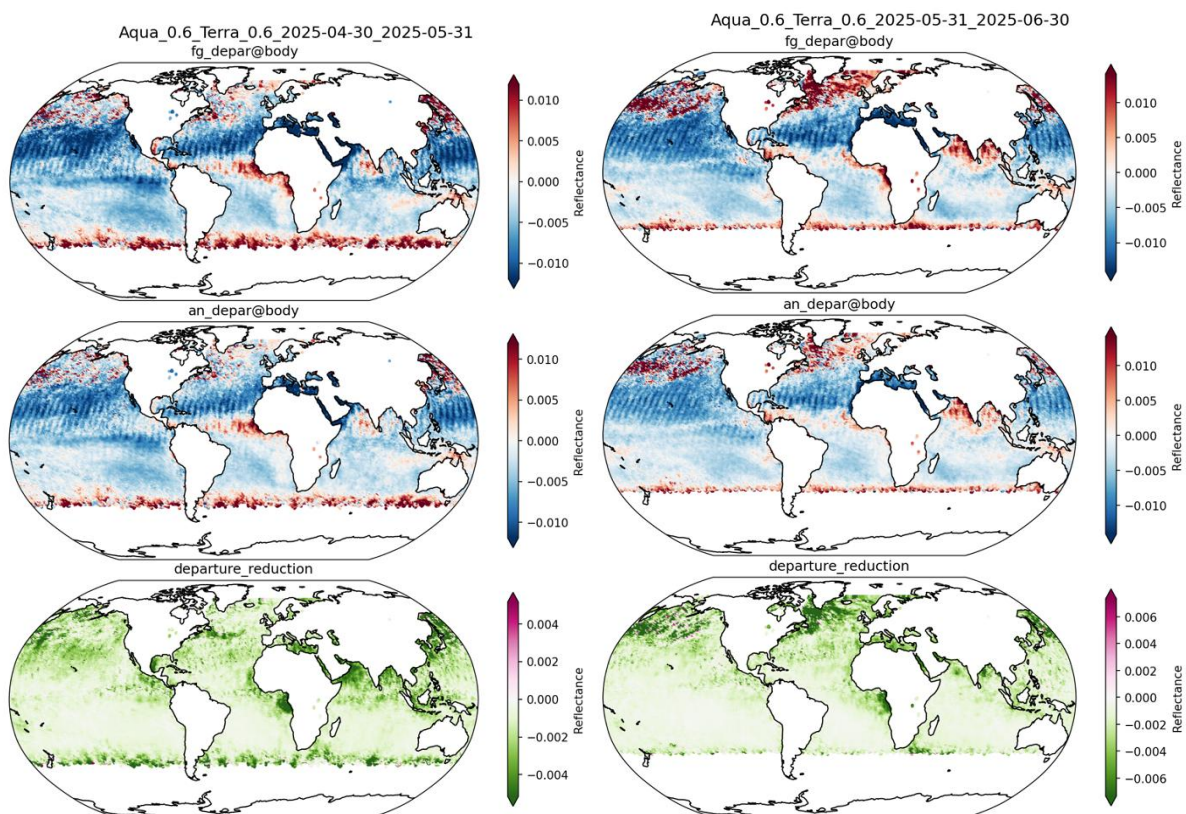 Aqua_0.6_Terra_0.6_2025-04-30_2025-05-31
fg_depar@body
0.010
0.005
0.000
−0.005
−0.010
Reflectance
an_depar@body
0.010
0.005
0.000
−0.005
−0.010
Reflectance
departure_reduction
0.004
0.002
0.000
−0.002
−0.004
Reflectance
Aqua_0.6_Terra_0.6_2025-05-31_2025-06-30
fg_depar@body
0.010
0.005
0.000
−0.005
−0.010
Reflectance
an_depar@body
0.010
0.005
0.000
−0.005
−0.010
Reflectance
departure_reduction
0.006
0.004
0.002
0.000
−0.002
−0.004
−0.006
Reflectance